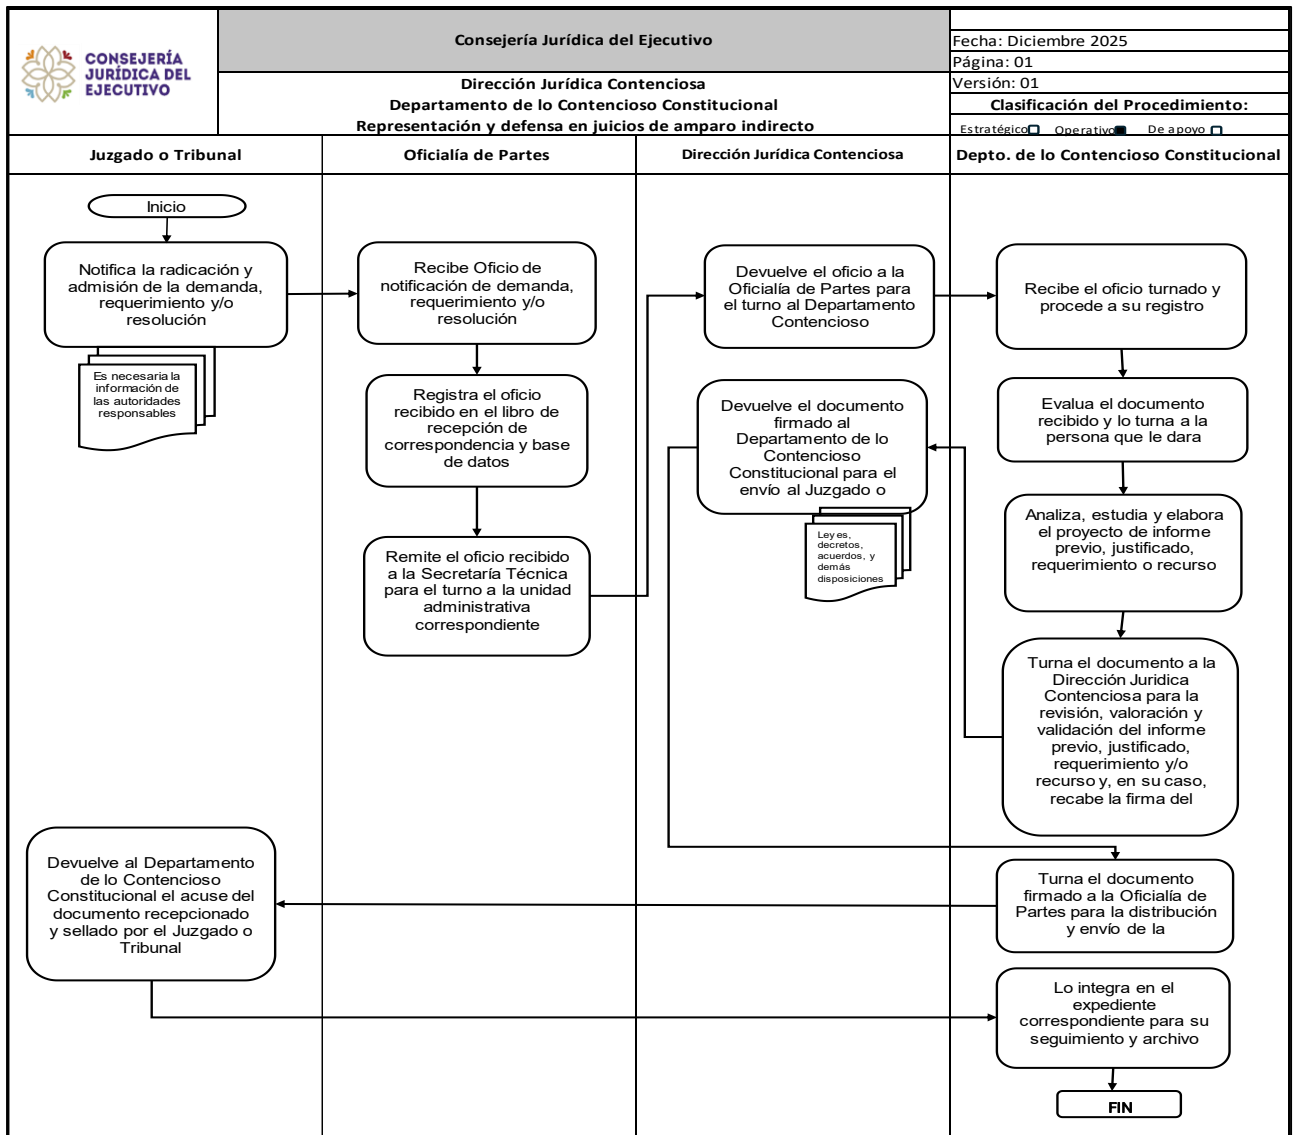 CONSEJERÍA
JURÍDICA DEL
EJECUTIVO
Consejería Jurídica del Ejecutivo
Dirección Jurídica Contenciosa
Departamento de lo Contencioso Constitucional
Representación y defensa en juicios de amparo indirecto
Fecha: Diciembre 2025
Página: 01
Versión: 01
Clasificación del Procedimiento:
Estratégico Operativo De apoyo
Juzgado o Tribunal
Oficialía de Partes
Dirección Jurídica Contenciosa
Depto. de lo Contencioso Constitucional
Inicio
Notifica la radicación y
admisión de la demanda,
requerimiento y/o
resolución
Es necesaria la
información de
las autoridades
responsables
Recibe Oficio de
notificación de demanda,
requerimiento y/o
resolución
Registra el oficio
recibido en el libro de
recepción de
correspondencia y base
de datos
Remite el oficio recibido
a la Secretaría Técnica
para el turno a la unidad
administrativa
correspondiente
Devuelve el oficio a la
Oficialía de Partes para
el turno al Departamento
Contencioso
Recibe el oficio turnado y
procede a su registro
Evalua el documento
recibido y lo turna a la
persona que le dara
Analiza, estudia y elabora
el proyecto de informe
previo, justificado,
requerimiento o recurso
Turna el documento a la
Dirección Juridica
Contenciosa para la
revisión, valoración y
validación del informe
previo, justificado,
requerimiento y/o
recurso y, en su caso,
recabe la firma del
Devuelve el documento
firmado al
Departamento de lo
Contencioso
Constitucional para el
envío al Juzgado o
Leyes,
decretos,
acuerdos, y
demás
disposiciones
Turna el documento
firmado a la Oficialía de
Partes para la distribución
y envío de la
Devuelve al Departamento
de lo Contencioso
Constitucional el acuse del
documento recepcionado
y sellado por el Juzgado o
Tribunal
Lo integra en el
expediente
correspondiente para su
seguimiento y archivo
FIN